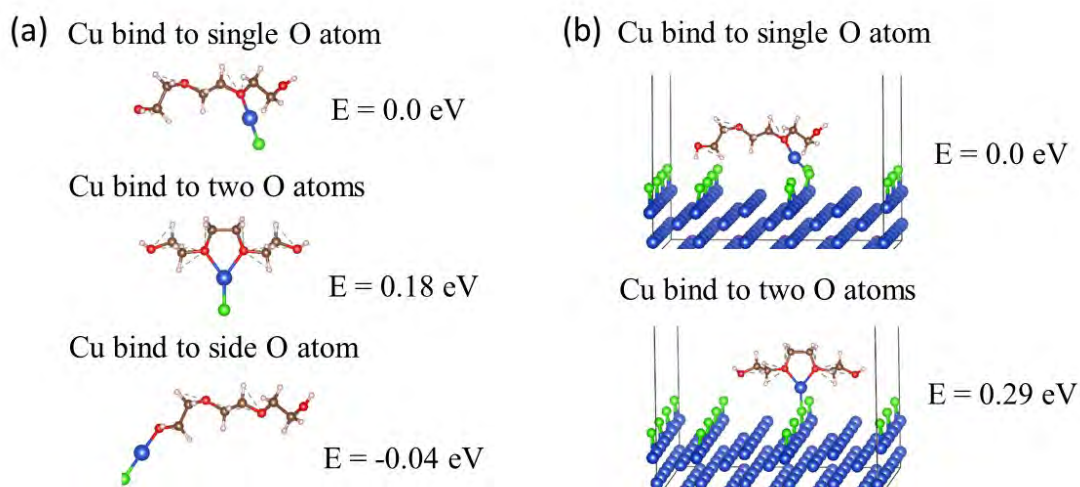 (a) Cu bind to single O atom
E = 0.0 eV
Cu bind to two O atoms
E = 0.18 eV
Cu bind to side O atom
E = -0.04 eV
(b) Cu bind to single O atom
E = 0.0 eV
Cu bind to two O atoms
E = 0.29 eV